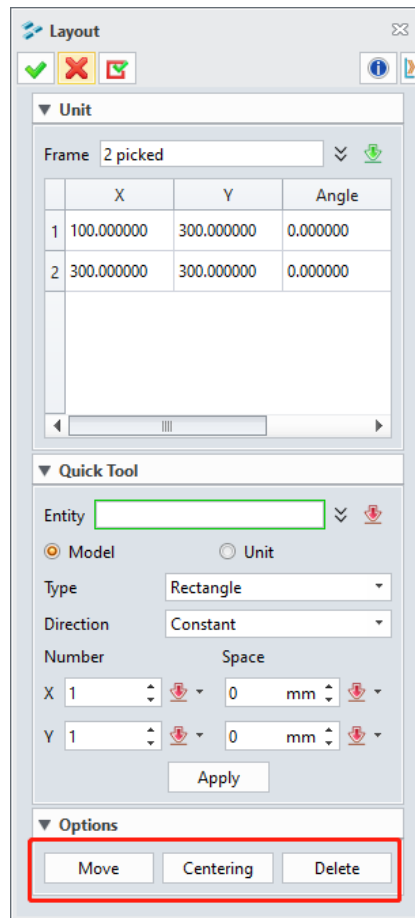 Layout
Unit
Frame 2 picked
X Y Angle
1 100.000000 300.000000 0.000000
2 300.000000 300.000000 0.000000
Quick Tool
Entity
Model Unit
Type Rectangle
Direction Constant
Number Space
X 1 0 mm
Y 1 0 mm
Apply
Options
Move Centering Delete